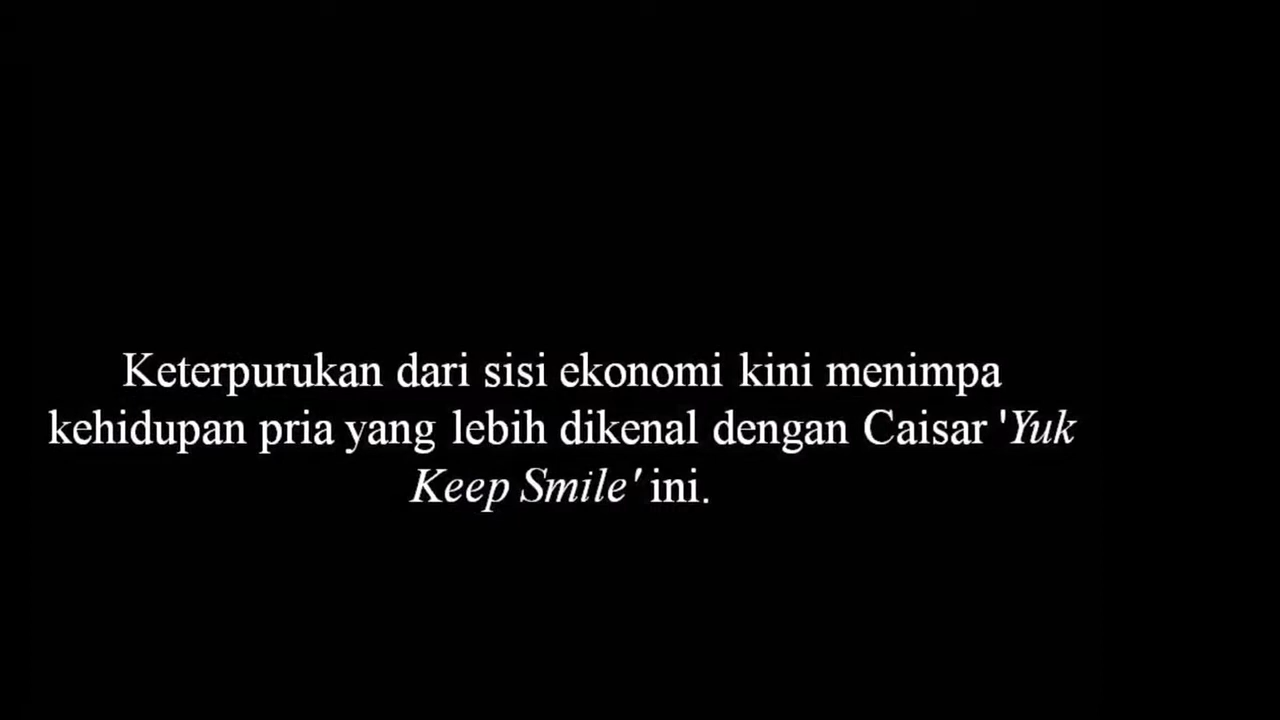 Keterpurukan dari sisi ekonomi kini menimpa
kehidupan pria yang lebih dikenal dengan Caisar 'Yuk
Keep Smile' ini.